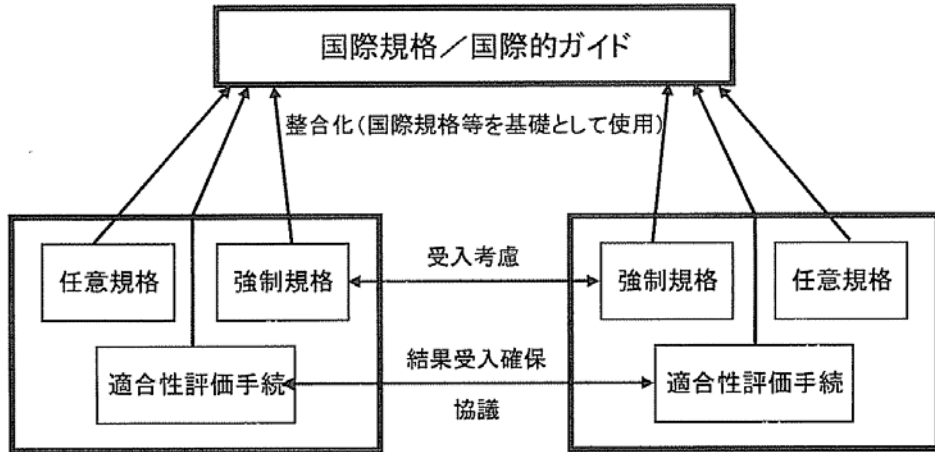 国際規格／国際的ガイド
整合化(国際規格等を基礎として使用)
任意規格
強制規格
受入考慮
強制規格
任意規格
適合性評価手続
結果受入確保
協議
適合性評価手続